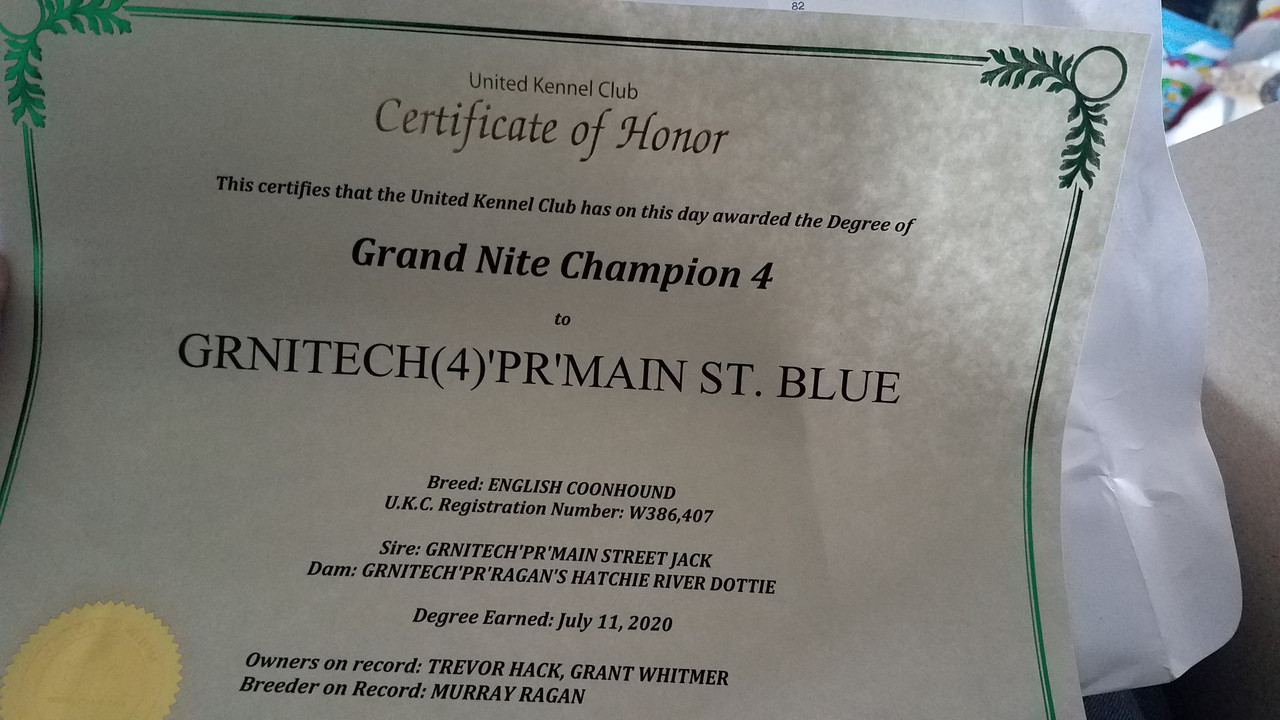 82
United Kennel Club
Certificate of Honor
This certifies that the United Kennel Club has on this day awarded the Degree of
Grand Nite Champion 4
to
GRNITECH(4)'PR'MAIN ST. BLUE
Breed: ENGLISH COONHOUND
U.K.C. Registration Number: W386,407
Sire: GRNITECH'PR'MAIN STREET JACK
Dam: GRNITECH'PR'RAGAN'S HATCHIE RIVER DOTTIE
Degree Earned: July 11, 2020
Owners on record: TREVOR HACK, GRANT WHITMER
Breeder on Record: MURRAY RAGAN